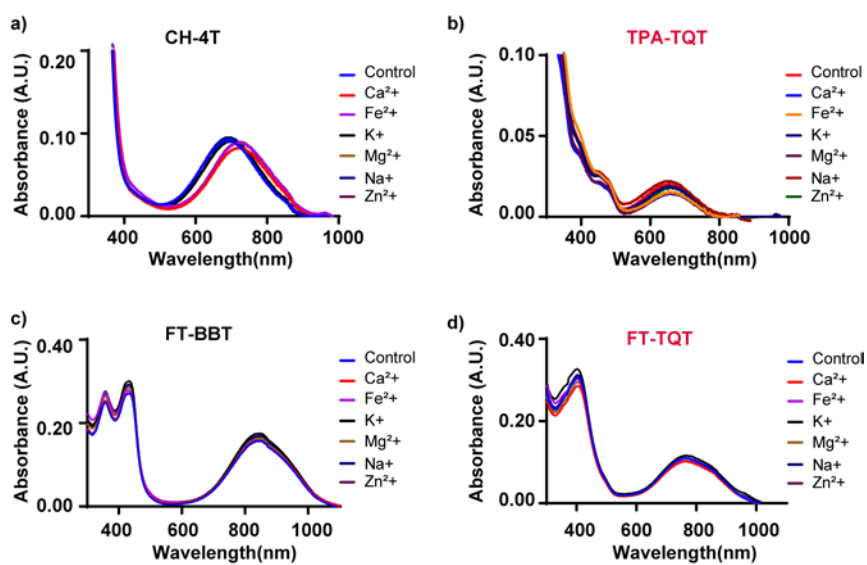 a)
CH-4T
Absorbance (A.U.)
0.20
0.10
0.00
400
600
800
1000
Wavelength(nm)
Control
Ca²+
Fe²+
K+
Mg²+
Na+
Zn²+
b)
TPA-TQT
Absorbance (A.U.)
0.10
0.05
0.00
400
600
800
1000
Wavelength(nm)
Control
Ca²+
Fe²+
K+
Mg²+
Na+
Zn²+
c)
FT-BBT
Absorbance (A.U.)
0.40
0.20
0.00
400
600
800
1000
Wavelength(nm)
Control
Ca²+
Fe²+
K+
Mg²+
Na+
Zn²+
d)
FT-TQT
Absorbance (A.U.)
0.40
0.20
0.00
400
600
800
1000
Wavelength(nm)
Control
Ca²+
Fe²+
K+
Mg²+
Na+
Zn²+